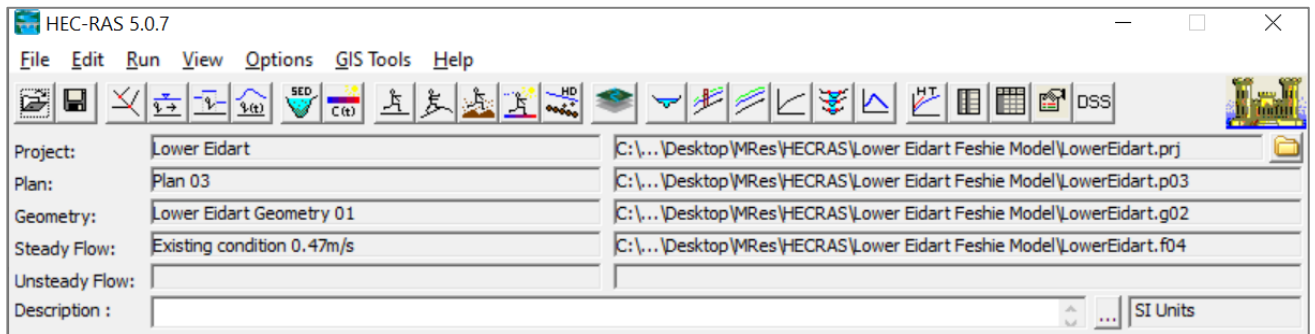 HEC-RAS 5.0.7
File Edit Run View Options GIS Tools Help
SED C(t) HD HT DSS
Project: Lower Eidart C:\...\Desktop\MRes\HECRAS\Lower Eidart Feshie Model\LowerEidart.prj
Plan: Plan 03 C:\...\Desktop\MRes\HECRAS\Lower Eidart Feshie Model\LowerEidart.p03
Geometry: Lower Eidart Geometry 01 C:\...\Desktop\MRes\HECRAS\Lower Eidart Feshie Model\LowerEidart.g02
Steady Flow: Existing condition 0.47m/s C:\...\Desktop\MRes\HECRAS\Lower Eidart Feshie Model\LowerEidart.f04
Unsteady Flow:
Description : ... SI Units